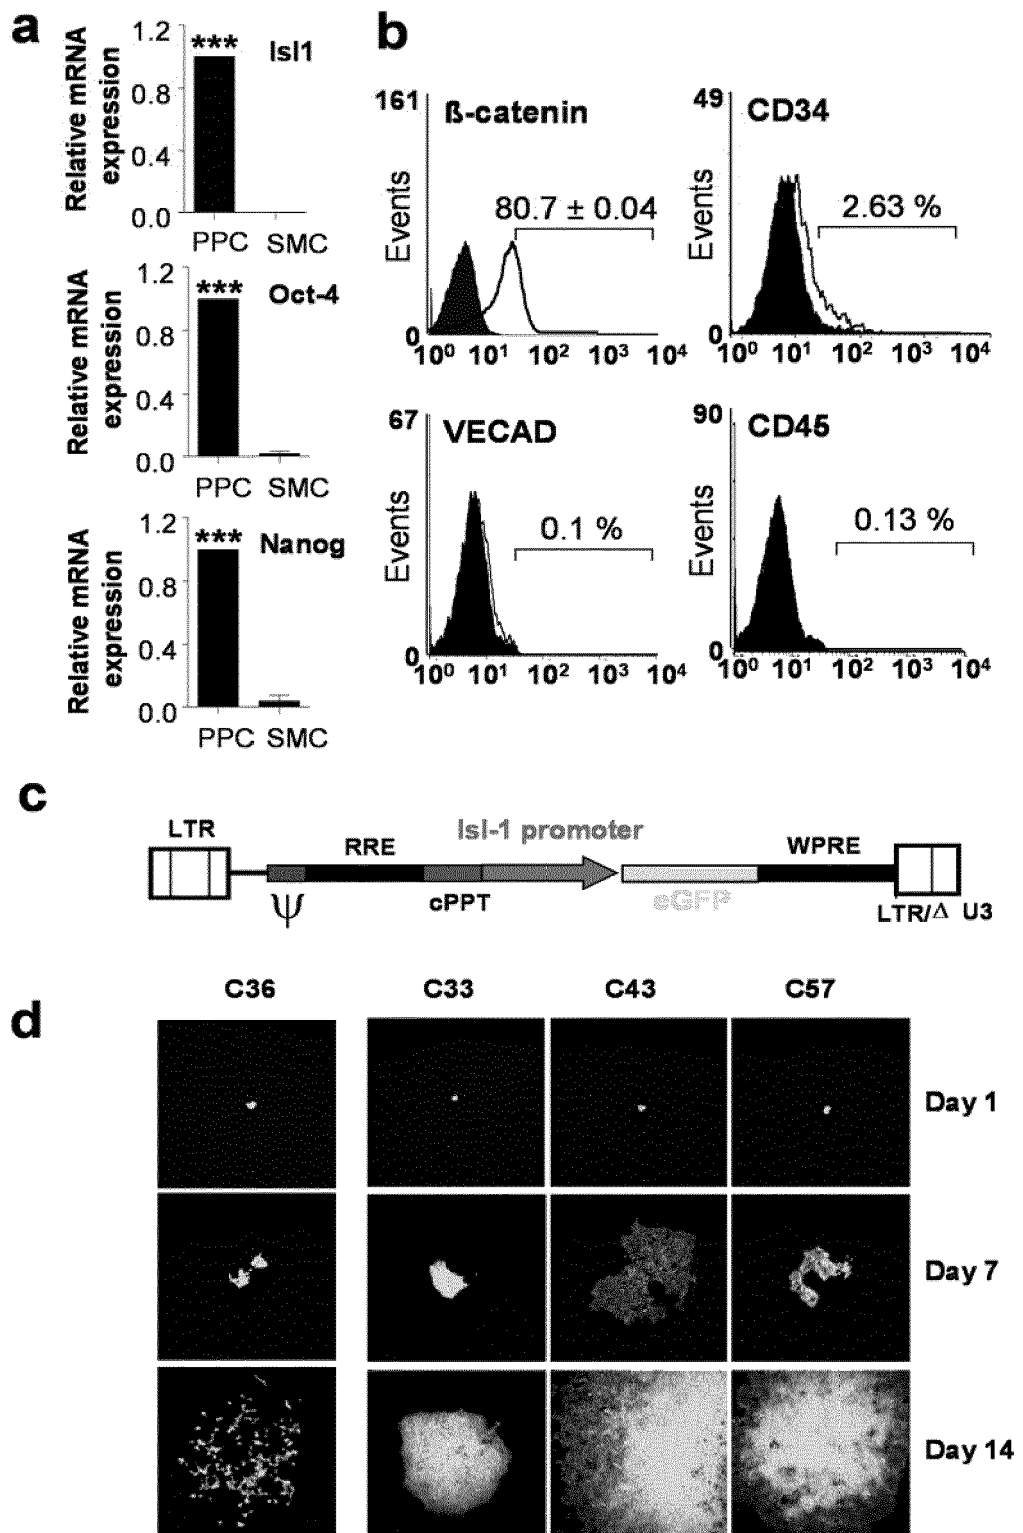 a
Relative mRNA
expression
1.2
0.8
0.4
0.0
***
Isl1
PPC SMC
Relative mRNA
expression
1.2
0.8
0.4
0.0
***
Oct-4
PPC SMC
Relative mRNA
expression
1.2
0.8
0.4
0.0
***
Nanog
PPC SMC
b
161
ß-catenin
80.7 ± 0.04
Events
0
10⁰ 10¹ 10² 10³ 10⁴
49
CD34
2.63 %
Events
0
10⁰ 10¹ 10² 10³ 10⁴
67
VECAD
0.1 %
Events
0
10⁰ 10¹ 10² 10³ 10⁴
90
CD45
0.13 %
Events
0
10⁰ 10¹ 10² 10³ 10⁴
c
LTR
RRE
Isl-1 promoter
WPRE
Ψ
cPPT
eGFP
LTR/Δ U3
d
C36 C33 C43 C57
Day 1
Day 7
Day 14